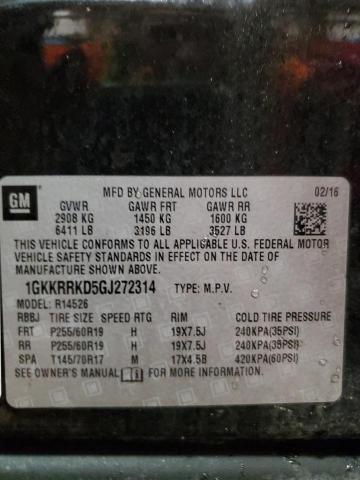 GM
MFD BY GENERAL MOTORS LLC 02/16
GVWR GAWR FRT GAWR RR
2908 KG 1450 KG 1600 KG
6411 LB 3196 LB 3527 LB
THIS VEHICLE CONFORMS TO ALL APPLICABLE U.S. FEDERAL MOTOR
VEHICLE SAFETY STANDARDS IN EFFECT ON THE DATE OF
MANUFACTURE SHOWN ABOVE.
1GKKRRKD5GJ272314 TYPE: M.P.V.
MODEL: R14526
RBBJ TIRE SIZE SPEED RTG RIM COLD TIRE PRESSURE
FRT P255/60R19 H 19X7.5J 240KPA(35PSI)
RR P255/60R19 H 19X7.5J 240KPA(35PSI)
SPA T145/70R17 M 17X4.5B 420KPA(60PSI)
SEE OWNER'S MANUAL FOR MORE INFORMATION